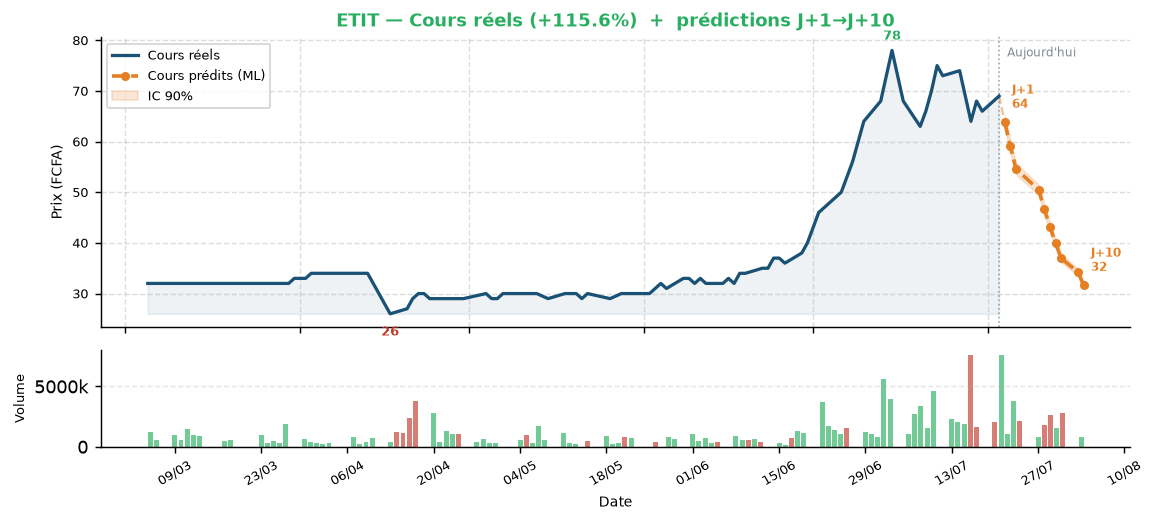 ETIT — Cours réels (+115.6%)  +  prédictions J+1→J+10
Cours réels
Cours prédits (ML)
IC 90%
78
Aujourd'hui
J+1
64
J+10
32
26
Prix (FCFA)
80
70
60
50
40
30
Volume
5000k
0
09/03
23/03
06/04
20/04
04/05
18/05
01/06
15/06
29/06
13/07
27/07
10/08
Date